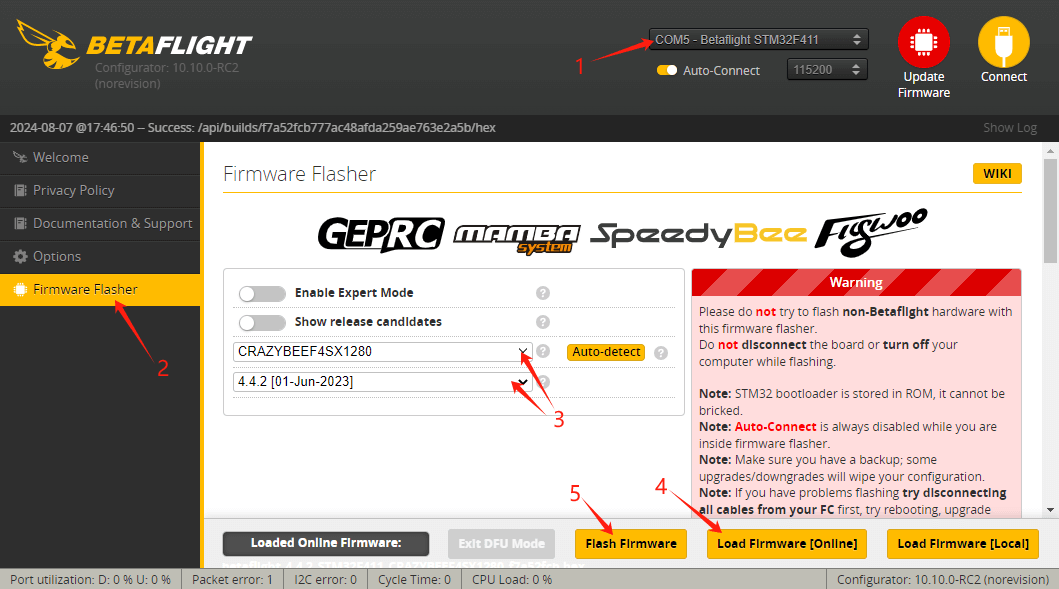 BETAFLIGHT
Configurator: 10.10.0-RC2
(norevision)
1
COM5 - Betaflight STM32F411
Auto-Connect
115200
Update
Firmware
Connect
2024-08-07 @17:46:50 -- Success: /api/builds/f7a52fcb777ac48afda259ae763e2a5b/hex
Show Log
Welcome
Privacy Policy
Documentation & Support
Options
Firmware Flasher
2
Firmware Flasher
WIKI
GEPRC
MAMBA
system
SpeedyBee
Flywoo
Enable Expert Mode
Show release candidates
CRAZYBEEF4SX1280
Auto-detect
4.4.2 [01-Jun-2023]
3
Warning
Please do not try to flash non-Betaflight hardware with
this firmware flasher.
Do not disconnect the board or turn off your
computer while flashing.
Note: STM32 bootloader is stored in ROM, it cannot be
bricked.
Note: Auto-Connect is always disabled while you are
inside firmware flasher.
Note: Make sure you have a backup; some
upgrades/downgrades will wipe your configuration.
Note: If you have problems flashing try disconnecting
all cables from your FC first, try rebooting, upgrade
5
4
Loaded Online Firmware:
Exit DFU Mode
Flash Firmware
Load Firmware [Online]
Load Firmware [Local]
Port utilization: D: 0 % U: 0 %
Packet error: 1
I2C error: 0
Cycle Time: 0
CPU Load: 0 %
Configurator: 10.10.0-RC2 (norevision)